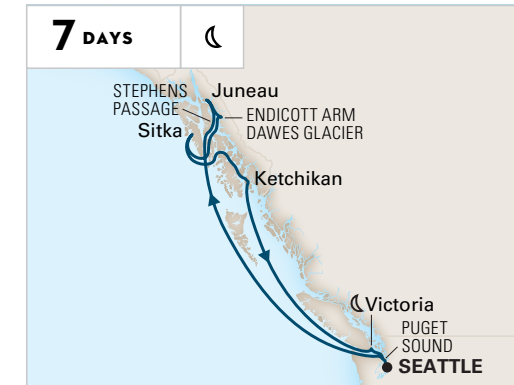 7 DAYS
STEPHENS
PASSAGE
Juneau
ENDICOTT ARM
DAWES GLACIER
Sitka
Ketchikan
Victoria
PUGET
SOUND
SEATTLE